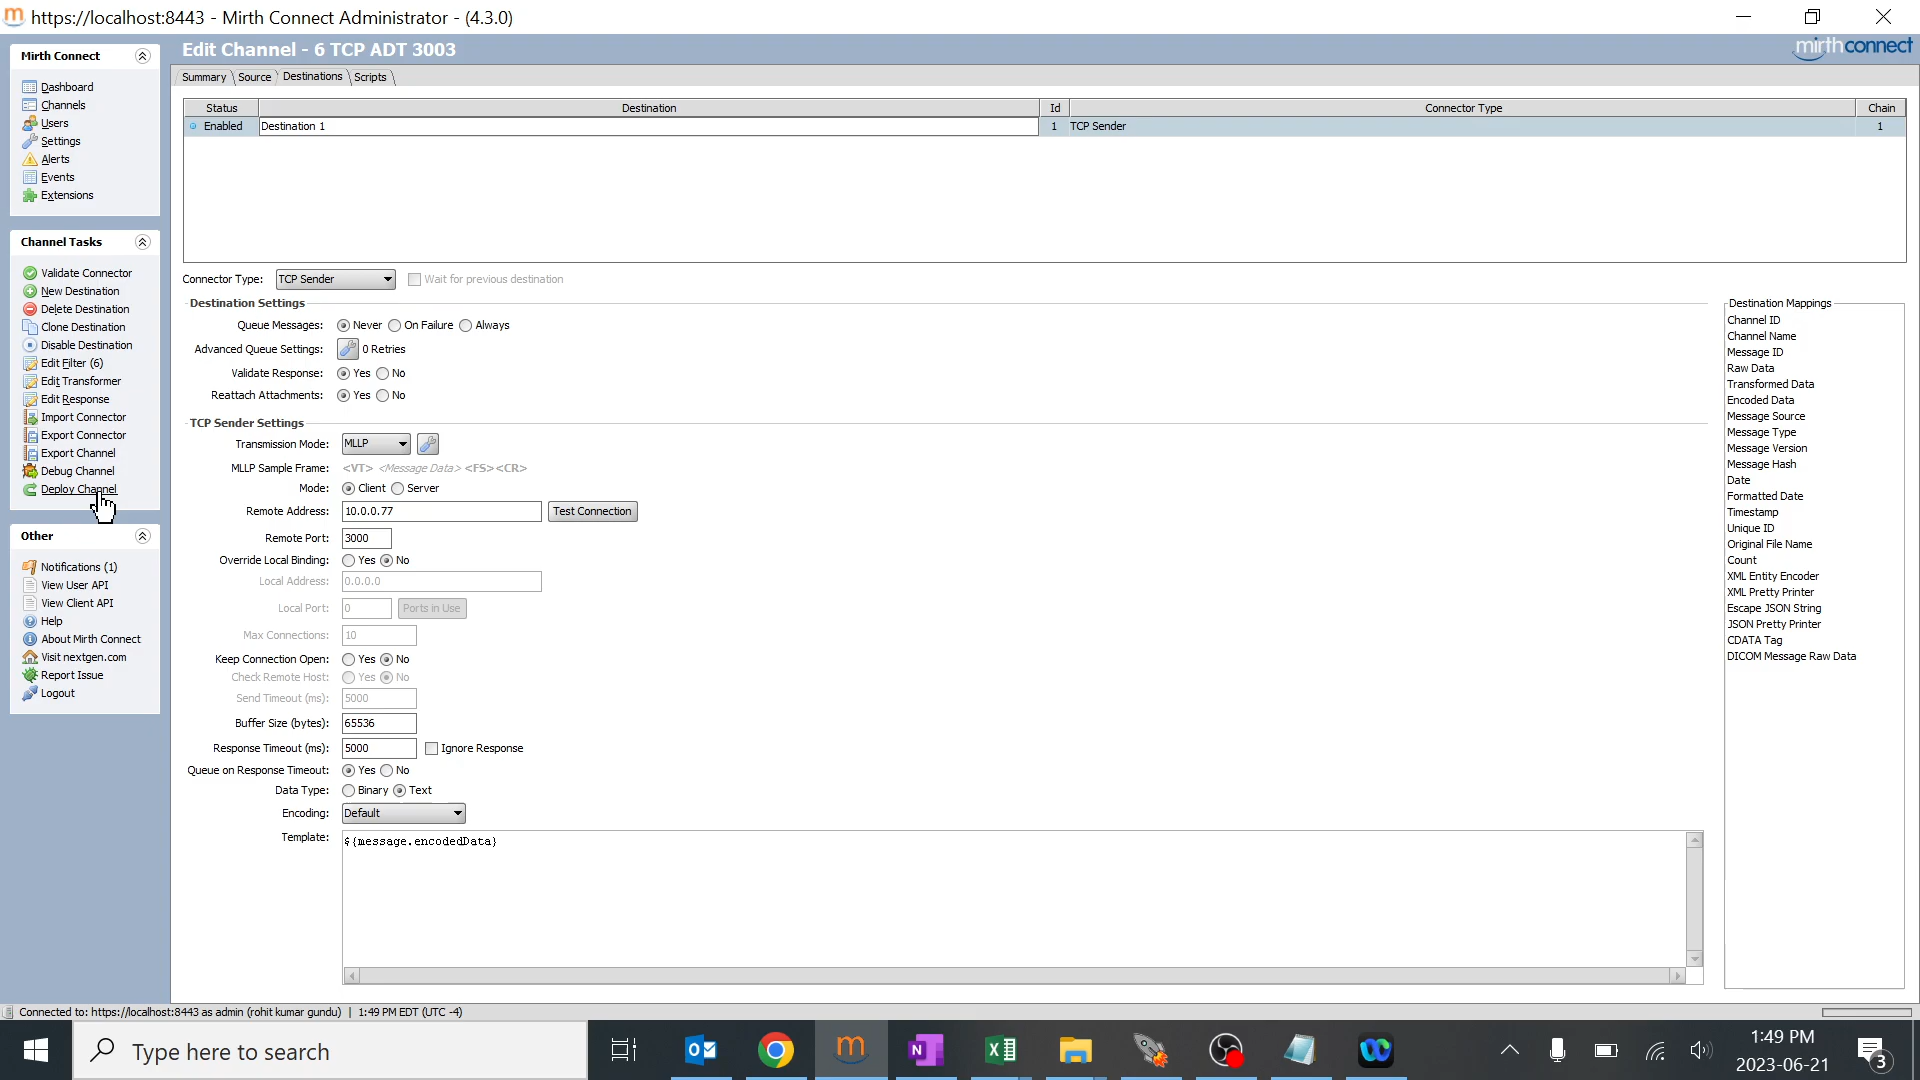 https://localhost:8443 - Mirth Connect Administrator - (4.3.0)
Mirth Connect
Dashboard
Channels
Users
Settings
Alerts
Events
Extensions
Channel Tasks
Validate Connector
New Destination
Delete Destination
Clone Destination
Disable Destination
Edit Filter (6)
Edit Transformer
Edit Response
Import Connector
Export Connector
Export Channel
Debug Channel
Deploy Channel
Other
Notifications (1)
View User API
View Client API
Help
About Mirth Connect
Visit nextgen.com
Report Issue
Logout
Edit Channel - 6 TCP ADT 3003
mirthconnect
Summary Source Destinations Scripts
Status Destination Id Connector Type Chain
Enabled Destination 1 1 TCP Sender 1
Connector Type: TCP Sender Wait for previous destination
Destination Settings
Queue Messages: Never On Failure Always
Advanced Queue Settings: 0 Retries
Validate Response: Yes No
Reattach Attachments: Yes No
TCP Sender Settings
Transmission Mode: MLLP
MLLP Sample Frame: <VT> <Message Data> <FS><CR>
Mode: Client Server
Remote Address: 10.0.0.77 Test Connection
Remote Port: 3000
Override Local Binding: Yes No
Local Address: 0.0.0.0
Local Port: 0 Ports in Use
Max Connections: 10
Keep Connection Open: Yes No
Check Remote Host: Yes No
Send Timeout (ms): 5000
Buffer Size (bytes): 65536
Response Timeout (ms): 5000 Ignore Response
Queue on Response Timeout: Yes No
Data Type: Binary Text
Encoding: Default
Template: ${message.encodedData}
Destination Mappings
Channel ID
Channel Name
Message ID
Raw Data
Transformed Data
Encoded Data
Message Source
Message Type
Message Version
Message Hash
Date
Formatted Date
Timestamp
Unique ID
Original File Name
Count
XML Entity Encoder
XML Pretty Printer
Escape JSON String
JSON Pretty Printer
CDATA Tag
DICOM Message Raw Data
Connected to: https://localhost:8443 as admin (rohit kumar gundu) | 1:49 PM EDT (UTC -4)
Type here to search
1:49 PM
2023-06-21
3